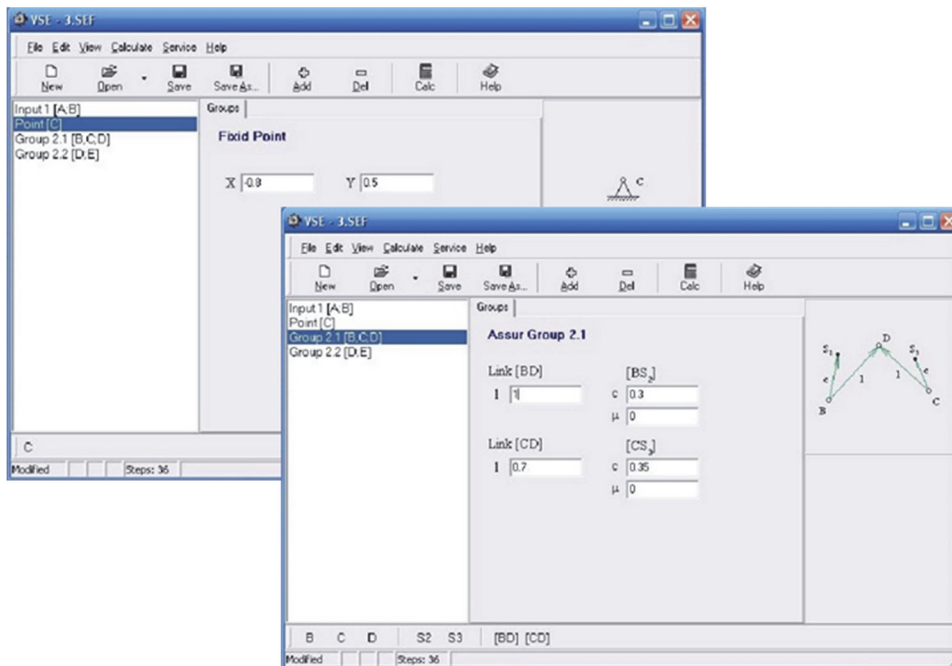 VSE - 3.SEF
File Edit View Calculate Service Help
New Open Save Save As... Add Del Calc Help
Input 1 [A,B]
Point [C]
Group 2.1 [B,C,D]
Group 2.2 [D,E]
Groups
Fixid Point
X -0.8 Y 0.5
C
C
Modified Steps: 36
VSE - 3.SEF
File Edit View Calculate Service Help
New Open Save Save As... Add Del Calc Help
Input 1 [A,B]
Point [C]
Group 2.1 [B,C,D]
Group 2.2 [D,E]
Groups
Assur Group 2.1
Link [BD] [BS2]
l 1 c 0.3
μ 0
Link [CD] [CS3]
l 0.7 c 0.35
μ 0
D
S1 S3
c l l c
B C
B C D S2 S3 [BD] [CD]
Modified Steps: 36